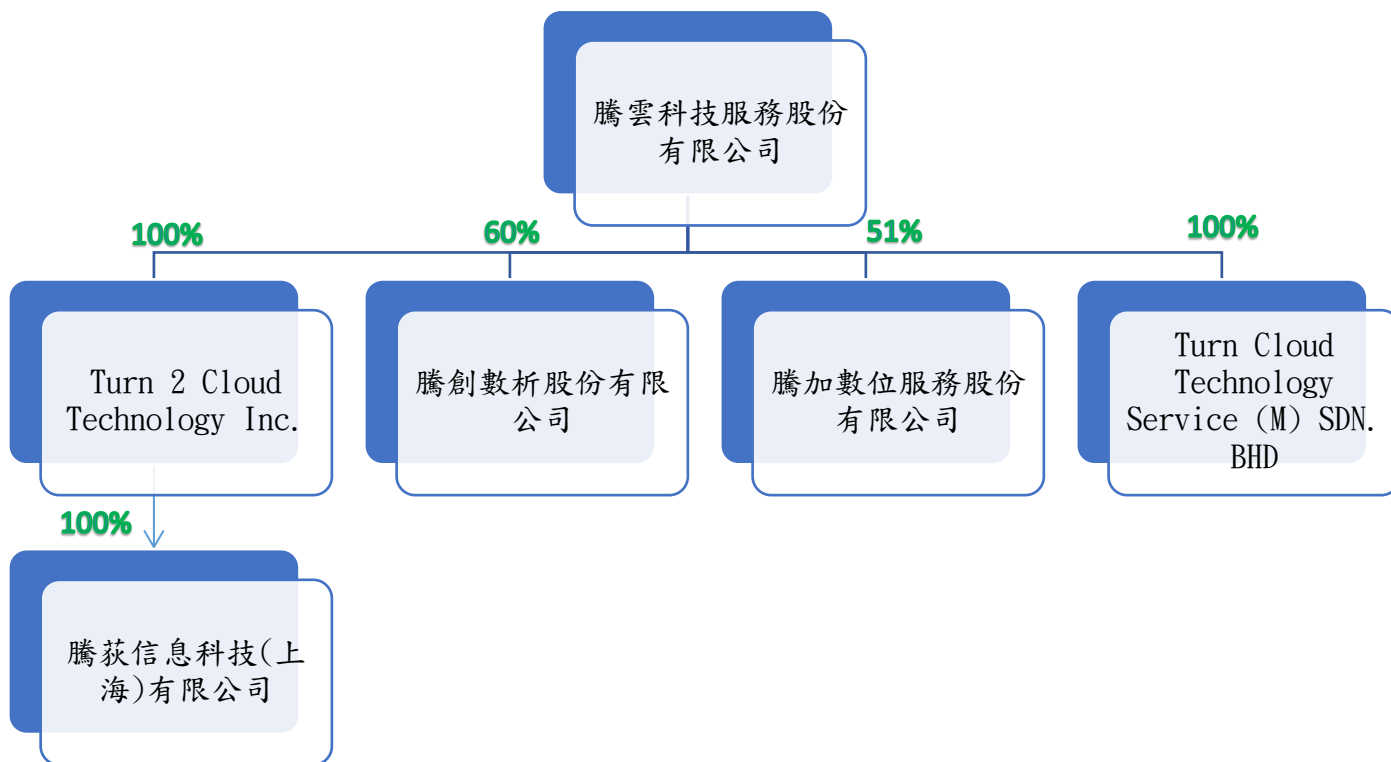 騰雲科技服務股份
有限公司
100%
60%
51%
100%
Turn 2 Cloud
Technology Inc.
騰創數析股份有限
公司
騰加數位服務股份
有限公司
Turn Cloud
Technology
Service (M) SDN.
BHD
100%
騰荻信息科技(上
海)有限公司